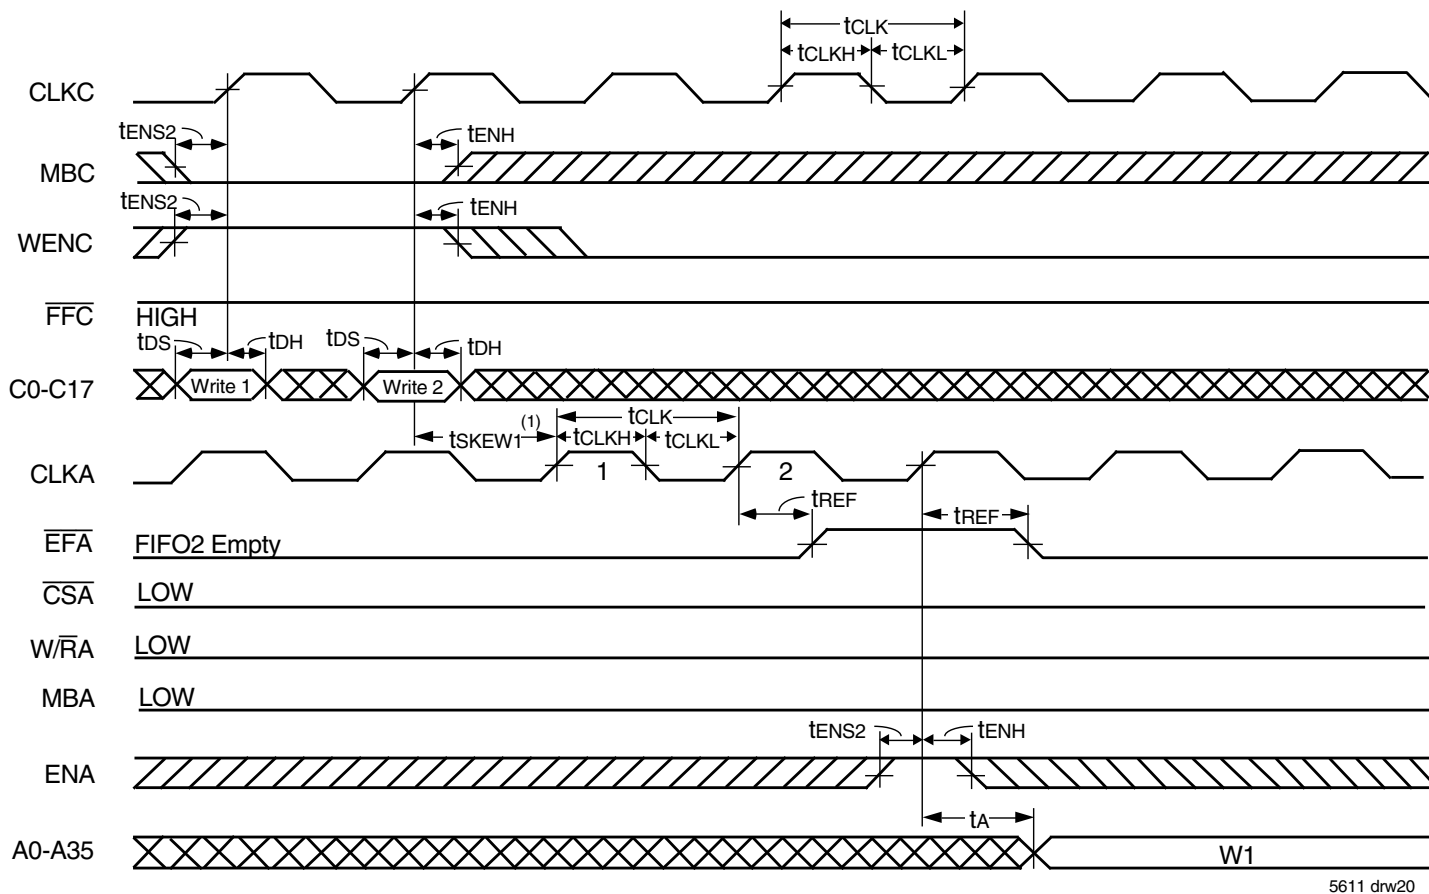 tCLK
tCLKH tCLKL
CLKC
tENS2 tENH
MBC
tENS2 tENH
WENC
FFC HIGH
tDS tDH tDS tDH
C0-C17 Write 1 Write 2
tSKEW1(1) tCLK
tCLKH tCLKL
CLKA 1 2
tREF tREF
EFA FIFO2 Empty
CSA LOW
W/RA LOW
MBA LOW
tENS2 tENH
ENA
tA
A0-A35 W1
5611 drw20